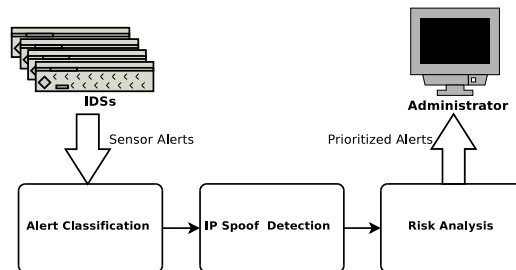 IDSs
Administrator
Sensor Alerts
Prioritized Alerts
Alert Classification
IP Spoof Detection
Risk Analysis